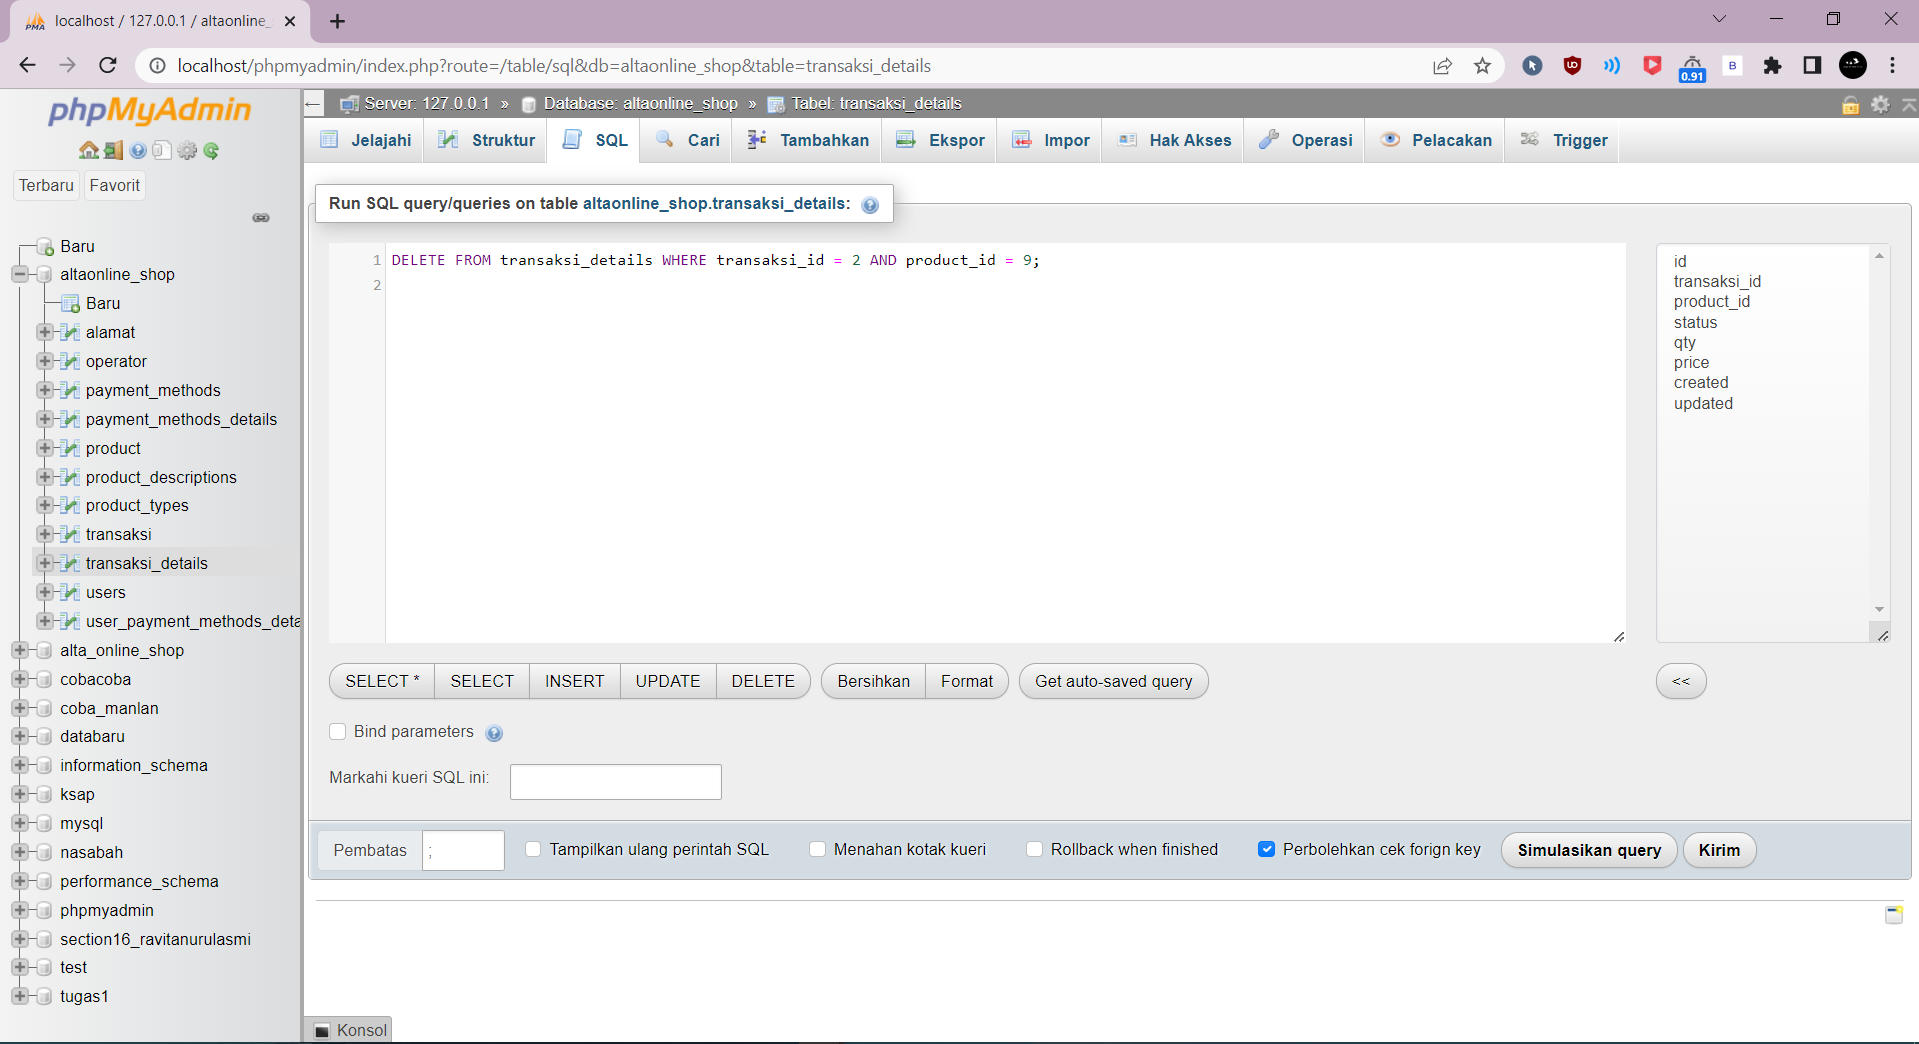 localhost / 127.0.0.1 / altaonline_
localhost/phpmyadmin/index.php?route=/table/sql&db=altaonline_shop&table=transaksi_details
0.91
B
phpMyAdmin
Terbaru Favorit
Baru
altaonline_shop
Baru
alamat
operator
payment_methods
payment_methods_details
product
product_descriptions
product_types
transaksi
transaksi_details
users
user_payment_methods_deta
alta_online_shop
cobacoba
coba_manlan
databaru
information_schema
ksap
mysql
nasabah
performance_schema
phpmyadmin
section16_ravitanurulasmi
test
tugas1
Server: 127.0.0.1 » Database: altaonline_shop » Tabel: transaksi_details
Jelajahi Struktur SQL Cari Tambahkan Ekspor Impor Hak Akses Operasi Pelacakan Trigger
Run SQL query/queries on table altaonline_shop.transaksi_details:
1 DELETE FROM transaksi_details WHERE transaksi_id = 2 AND product_id = 9;
2
id
transaksi_id
product_id
status
qty
price
created
updated
SELECT * SELECT INSERT UPDATE DELETE Bersihkan Format Get auto-saved query <<
Bind parameters
Markahi kueri SQL ini:
Pembatas ; Tampilkan ulang perintah SQL Menahan kotak kueri Rollback when finished Perbolehkan cek forign key Simulasikan query Kirim
Konsol